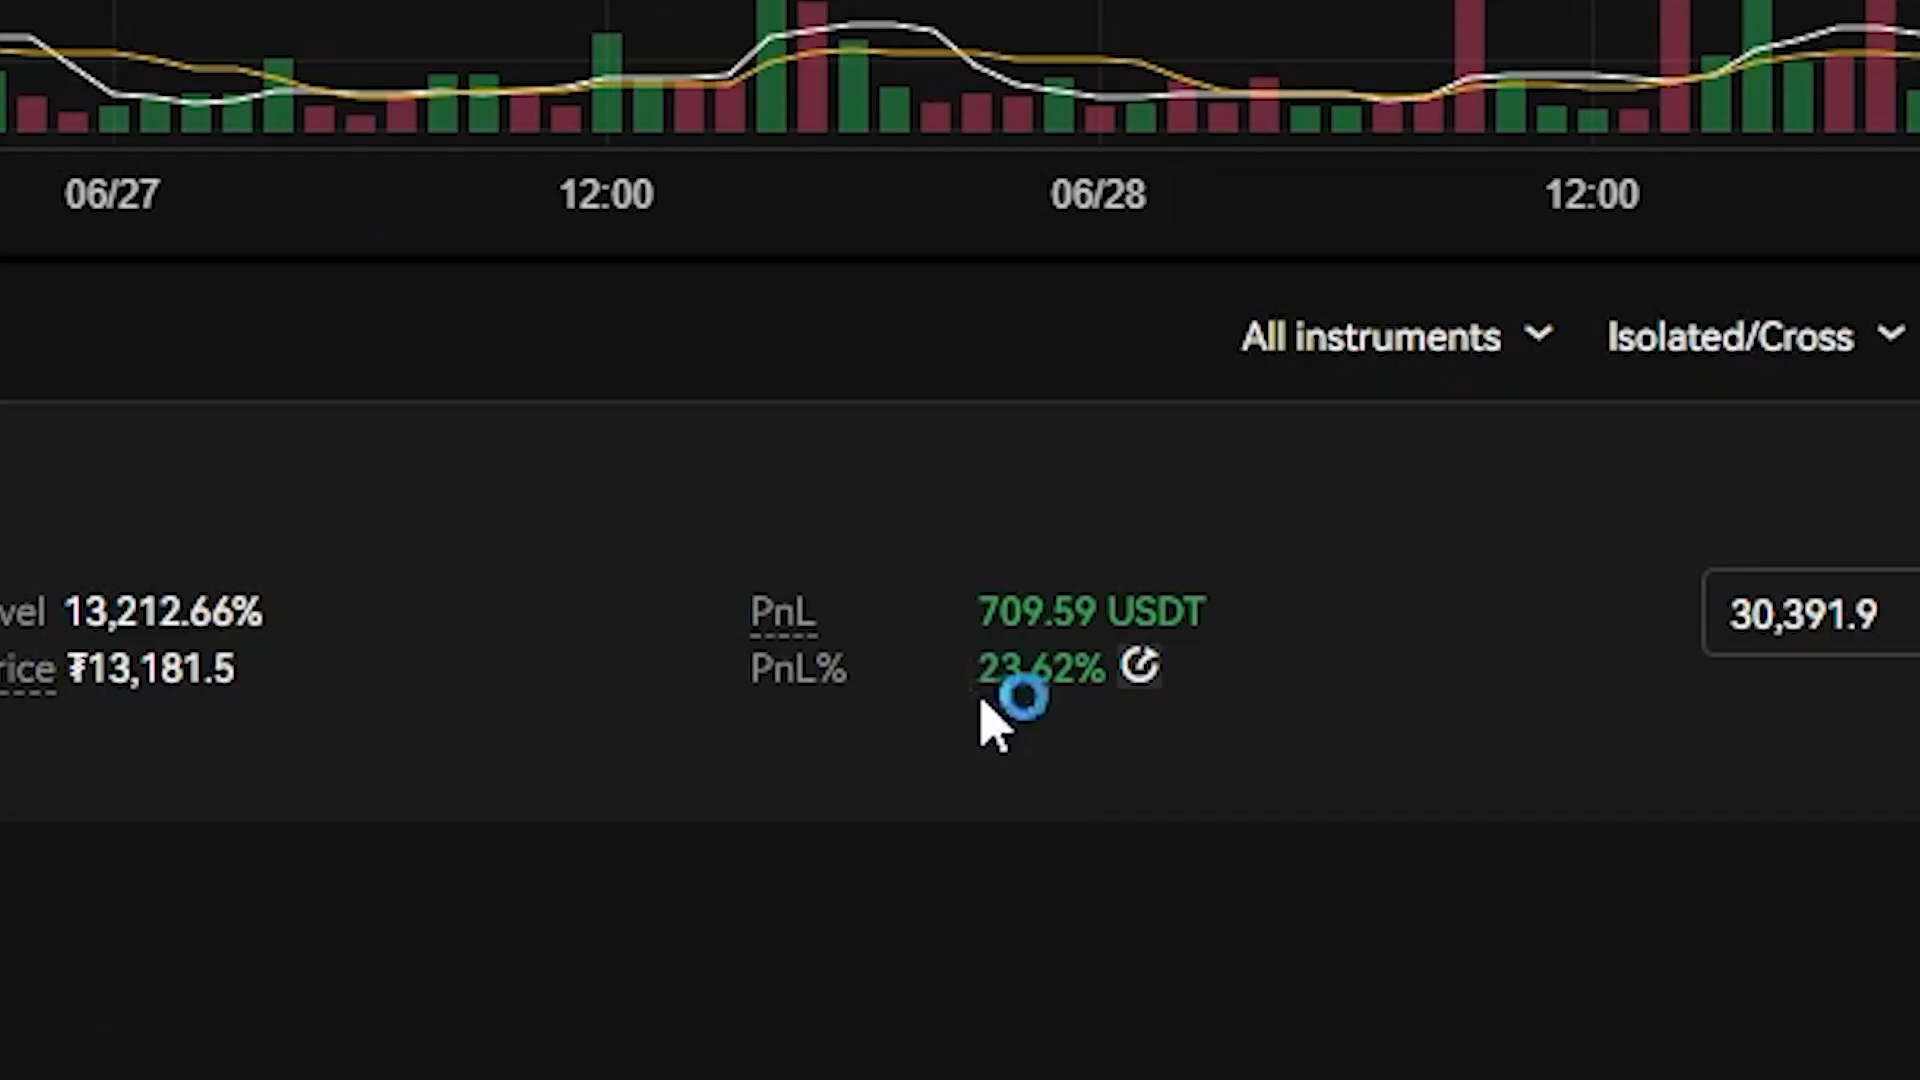 06/27 12:00 06/28 12:00
All instruments Isolated/Cross
vel 13,212.66% PnL 709.59 USDT 30,391.9
rice ₮13,181.5 PnL% 23.62%